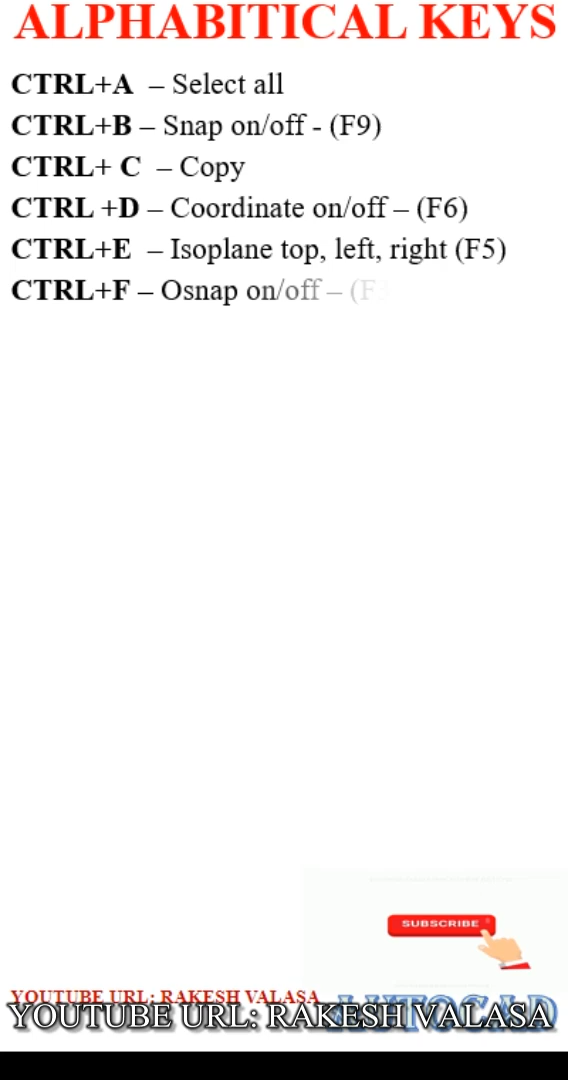 ALPHABITICAL KEYS
CTRL+A – Select all
CTRL+B – Snap on/off - (F9)
CTRL+ C – Copy
CTRL +D – Coordinate on/off – (F6)
CTRL+E – Isoplane top, left, right (F5)
CTRL+F – Osnap on/off – (F
SUBSCRIBE
YOUTUBE URL: RAKESH VALASA
AUTOCAD
YOUTUBE URL: RAKESH VALASA